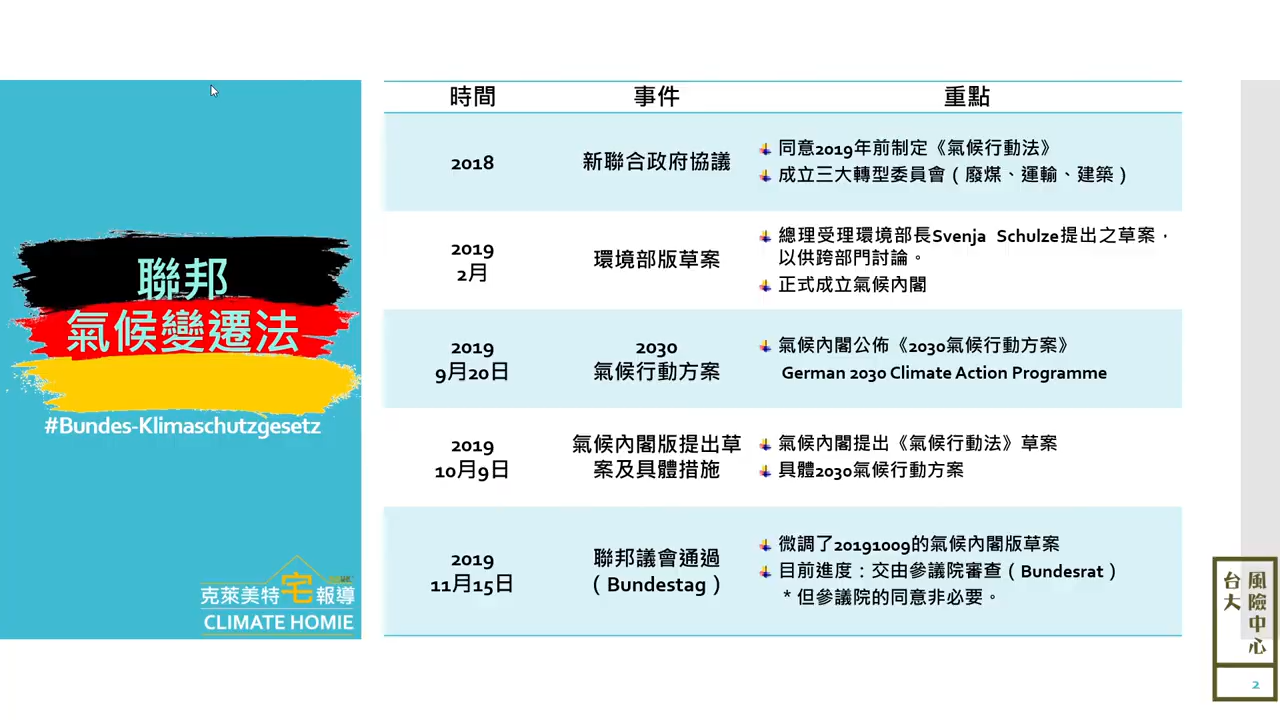 聯邦
氣候變遷法
#Bundes-Klimaschutzgesetz
克萊美特宅報導
CLIMATE HOMIE
時間 事件 重點
2018 新聯合政府協議
同意2019年前制定《氣候行動法》
成立三大轉型委員會（廢煤、運輸、建築）
2019
2月
環境部版草案
總理受理環境部長Svenja Schulze提出之草案，
以供跨部門討論。
正式成立氣候內閣
2019
9月20日
2030
氣候行動方案
氣候內閣公佈《2030氣候行動方案》
German 2030 Climate Action Programme
2019
10月9日
氣候內閣版提出草
案及具體措施
氣候內閣提出《氣候行動法》草案
具體2030氣候行動方案
2019
11月15日
聯邦議會通過
（Bundestag）
微調了20191009的氣候內閣版草案
目前進度：交由參議院審查（Bundesrat）
*但參議院的同意非必要。
台大
風險中心
2